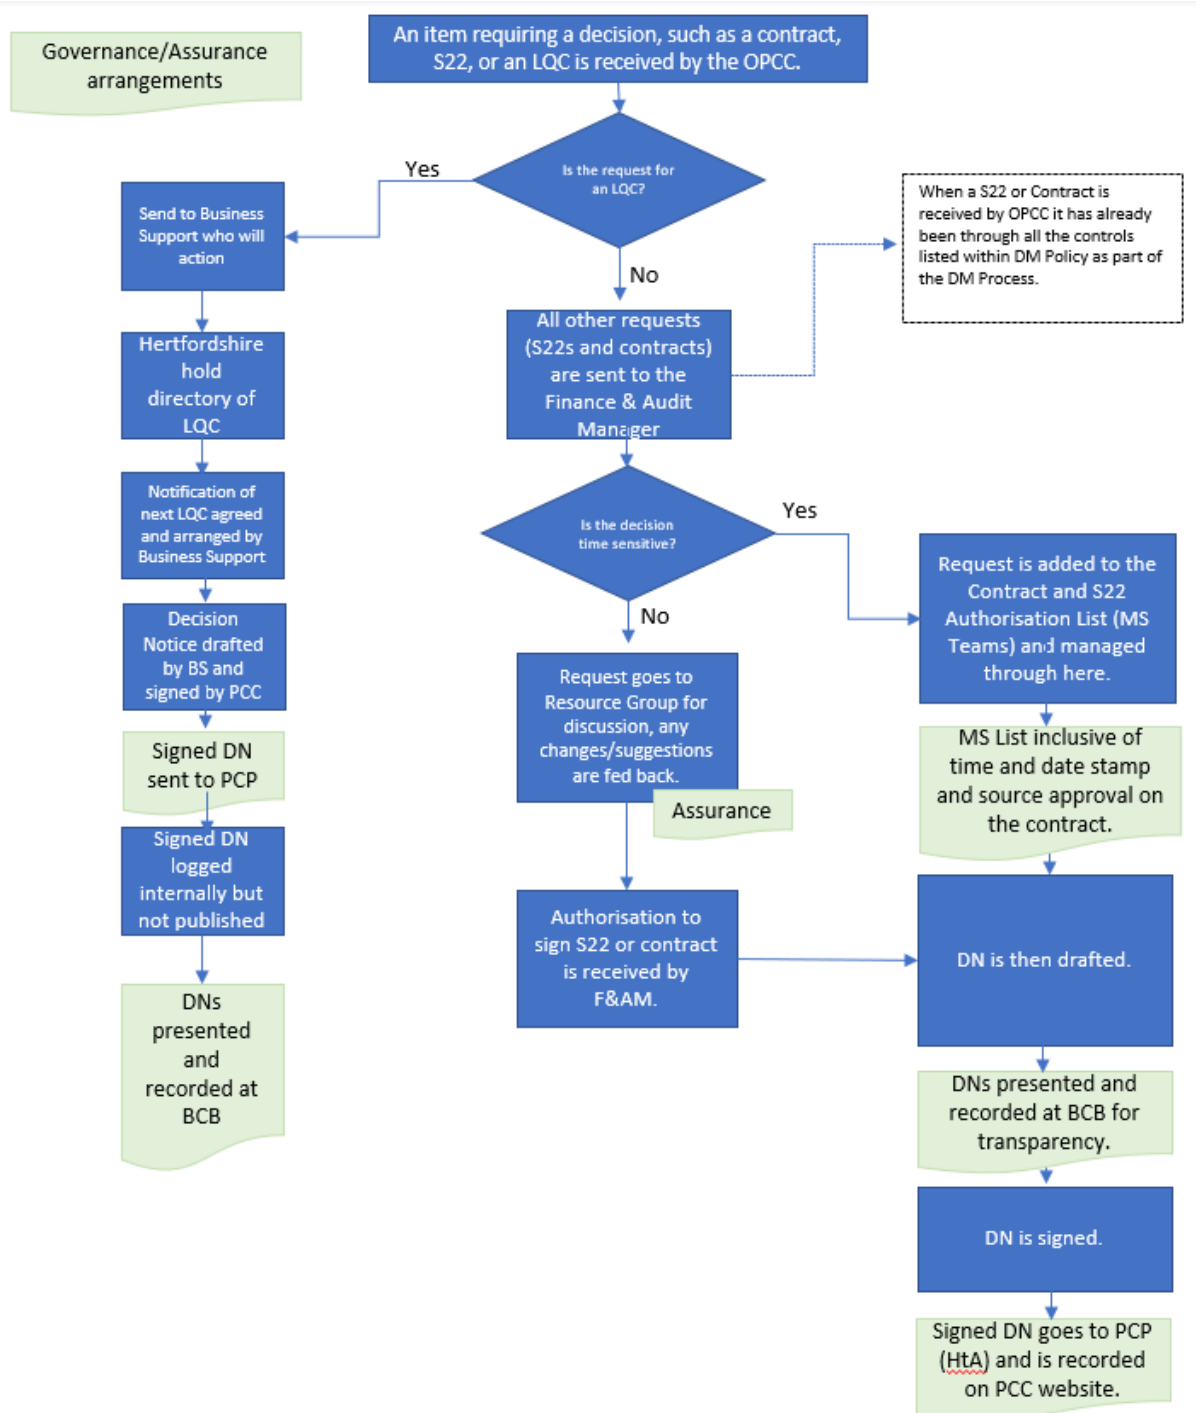 Governance/Assurance
arrangements
An item requiring a decision, such as a contract,
S22, or an LQC is received by the OPCC.
Is the request for
an LQC?
Yes
No
Send to Business
Support who will
action
Hertfordshire
hold
directory of
LQC
Notification of
next LQC agreed
and arranged by
Business Support
Decision
Notice drafted
by BS and
signed by PCC
Signed DN
sent to PCP
Signed DN
logged
internally but
not published
DNs
presented
and
recorded at
BCB
All other requests
(S22s and contracts)
are sent to the
Finance & Audit
Manager
When a S22 or Contract is
received by OPCC it has already
been through all the controls
listed within DM Policy as part of
the DM Process.
Is the decision
time sensitive?
Yes
No
Request goes to
Resource Group for
discussion, any
changes/suggestions
are fed back.
Assurance
Authorisation to
sign S22 or contract
is received by
F&AM.
Request is added to the
Contract and S22
Authorisation List (MS
Teams) and managed
through here.
MS List inclusive of
time and date stamp
and source approval on
the contract.
DN is then drafted.
DNs presented and
recorded at BCB for
transparency.
DN is signed.
Signed DN goes to PCP
(HtA) and is recorded
on PCC website.